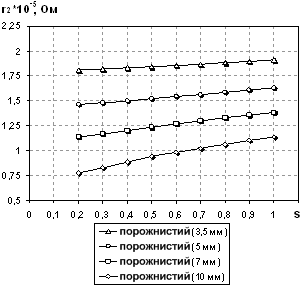 r₂*10⁻⁵, Ом
2,25
2
1,75
1,5
1,25
1
0,75
0,5
0 0,1 0,2 0,3 0,4 0,5 0,6 0,7 0,8 0,9 1 S
порожнистий (3,5 мм)
порожнистий (5 мм)
порожнистий (7 мм)
порожнистий (10 мм)